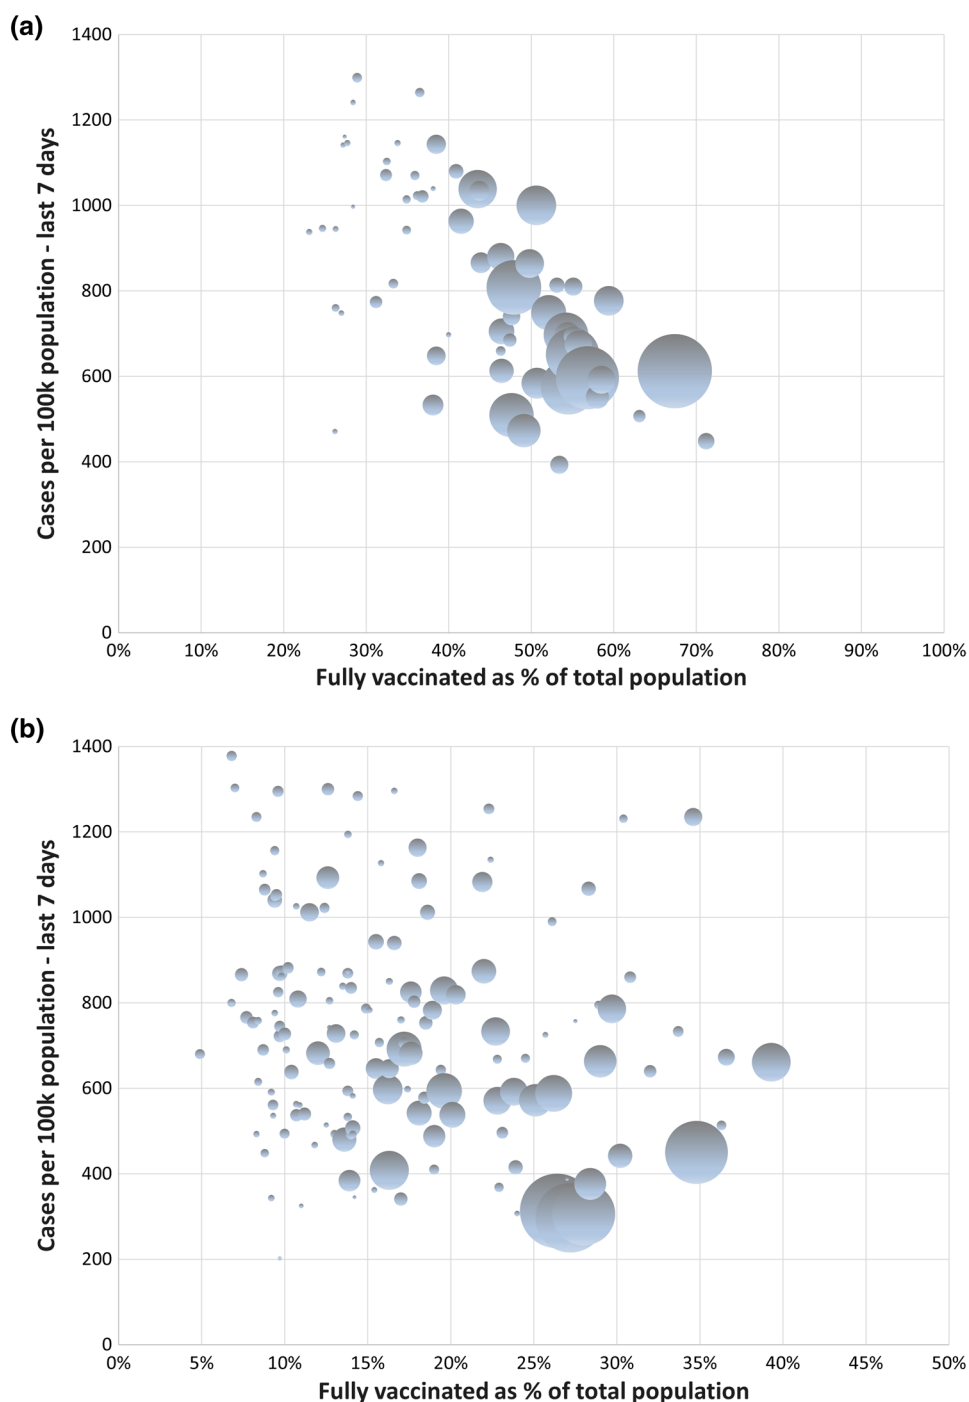 (a)
1400
1200
1000
800
600
400
200
0
0% 10% 20% 30% 40% 50% 60% 70% 80% 90% 100%
Cases per 100k population - last 7 days
Fully vaccinated as % of total population
(b)
1400
1200
1000
800
600
400
200
0
0% 5% 10% 15% 20% 25% 30% 35% 40% 45% 50%
Cases per 100k population - last 7 days
Fully vaccinated as % of total population